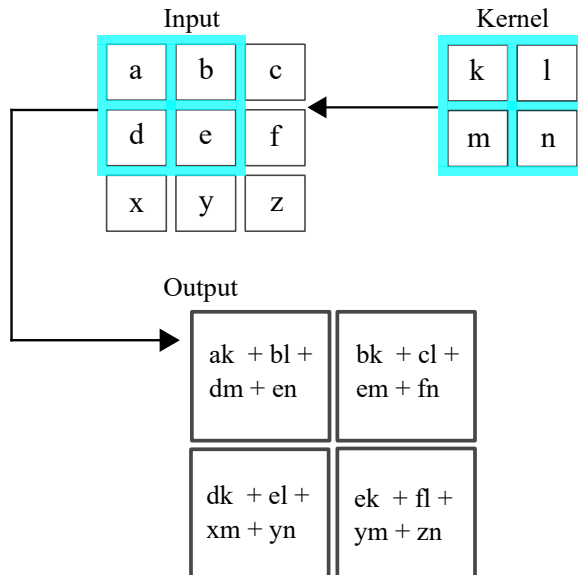 Input
Kernel
a b c
k l
d e f
m n
x y z
Output
ak + bl +
dm + en
bk + cl +
em + fn
dk + el +
xm + yn
ek + fl +
ym + zn